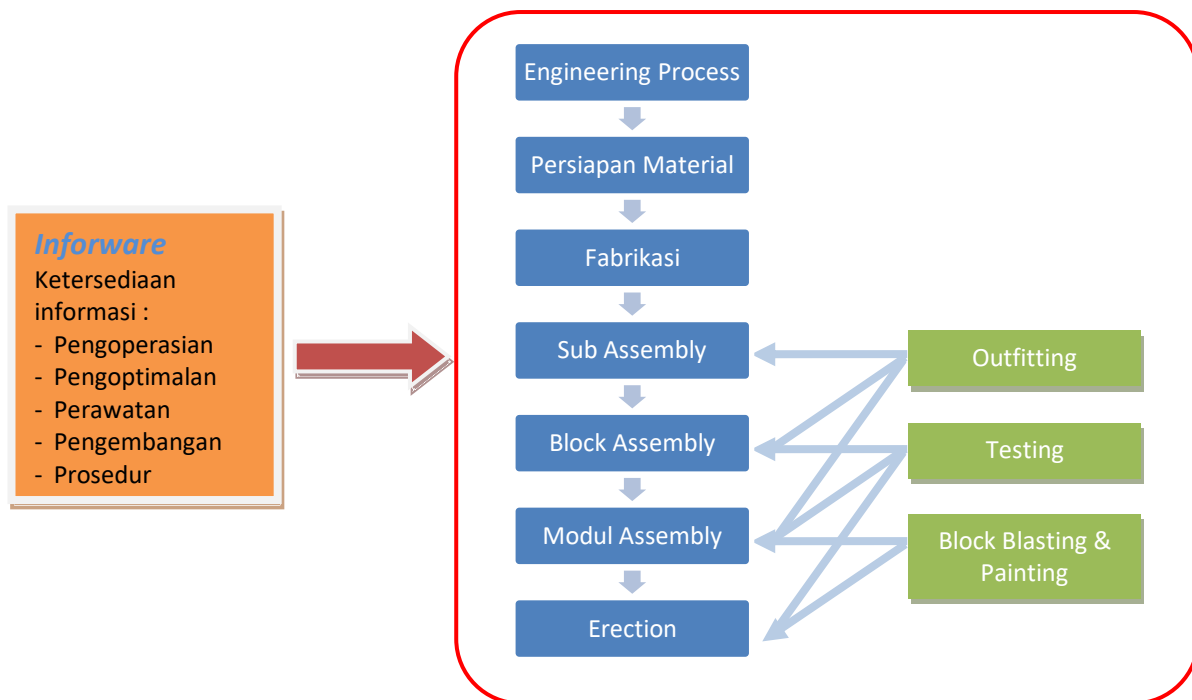 Engineering Process
Persiapan Material
Fabrikasi
Sub Assembly
Block Assembly
Modul Assembly
Erection
Inforware
Ketersediaan
informasi :
- Pengoperasian
- Pengoptimalan
- Perawatan
- Pengembangan
- Prosedur
Outfitting
Testing
Block Blasting &
Painting